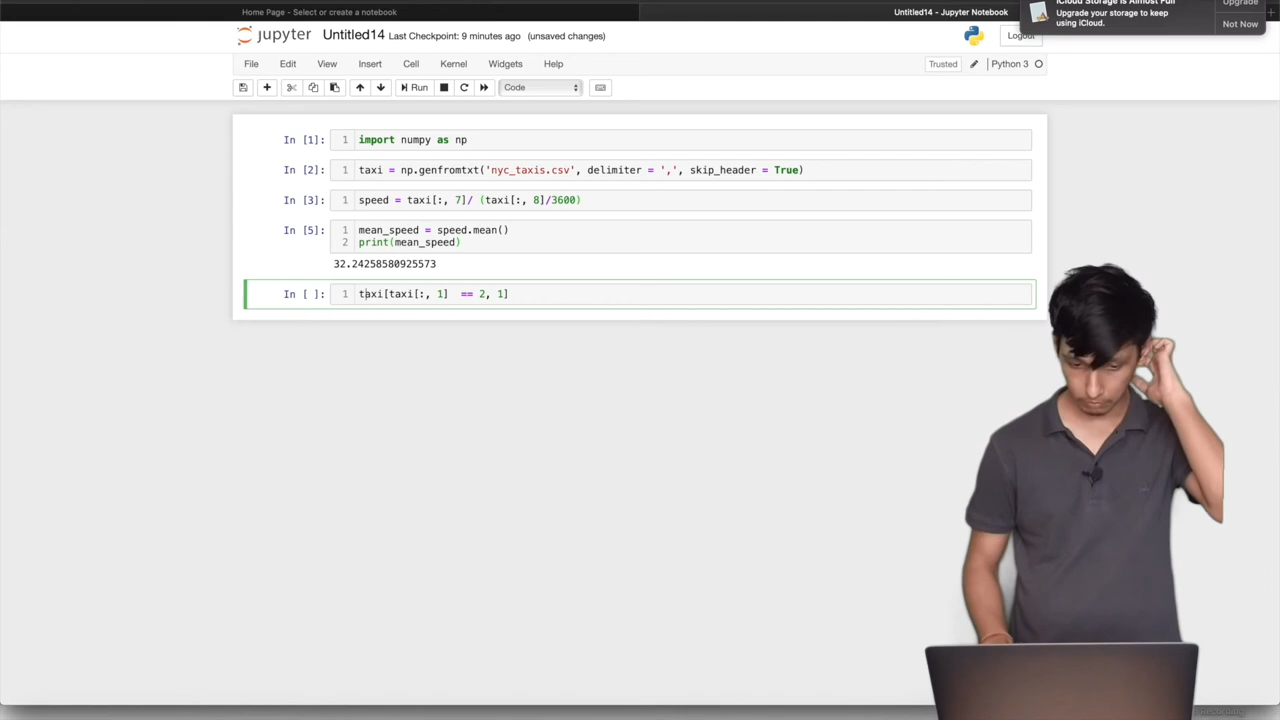 Home Page - Select or create a notebook
Untitled14 - Jupyter Notebook
iCloud Storage Is Almost Full
Upgrade your storage to keep
using iCloud.
Upgrade
Not Now
jupyter Untitled14 Last Checkpoint: 9 minutes ago (unsaved changes)
Logout
File Edit View Insert Cell Kernel Widgets Help
Trusted Python 3
Run Code
In [1]: 1 import numpy as np
In [2]: 1 taxi = np.genfromtxt('nyc_taxis.csv', delimiter = ',', skip_header = True)
In [3]: 1 speed = taxi[:, 7]/ (taxi[:, 8]/3600)
In [5]: 1 mean_speed = speed.mean()
2 print(mean_speed)
32.24258580925573
In [ ]: 1 taxi[taxi[:, 1] == 2, 1]